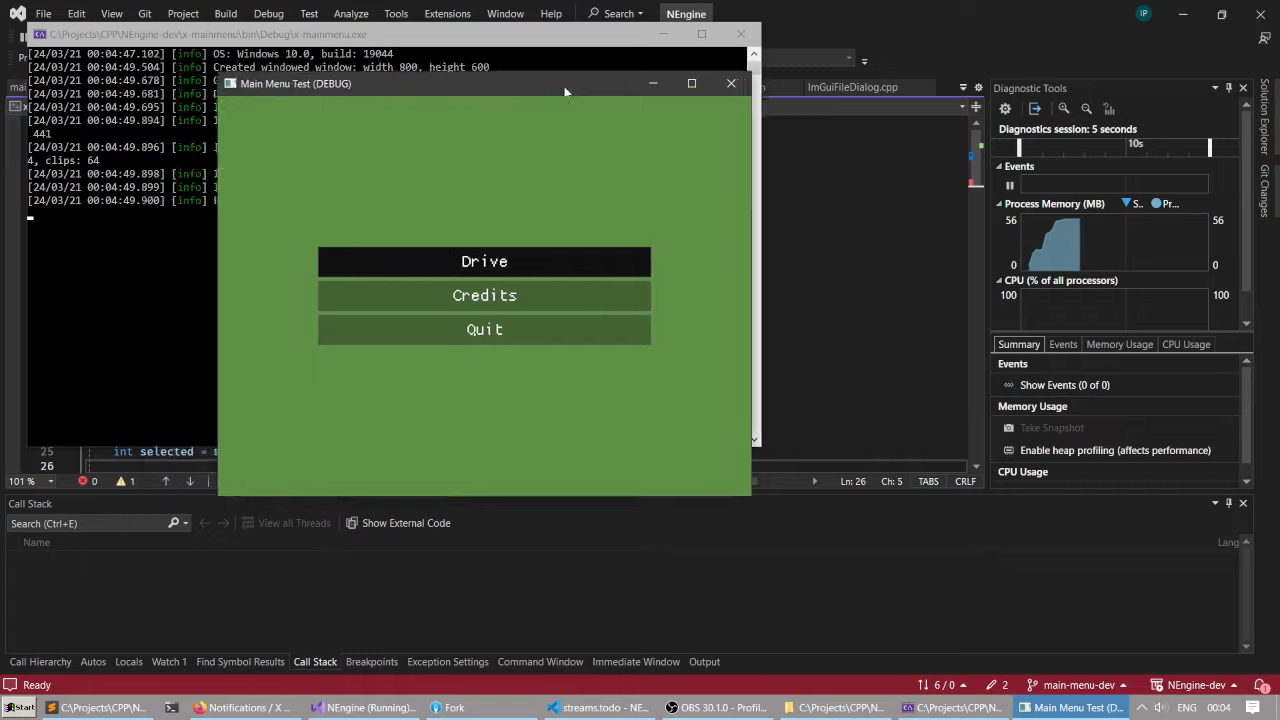 File Edit View Git Project Build Debug Test Analyze Tools Extensions Window Help Search NEngine IP
C:\Projects\CPP\NEngine-dev\x-mainmenu\bin\Debug\x-mainmenu.exe
[24/03/21 00:04:47.102] [info] OS: Windows 10.0, build: 19044
[24/03/21 00:04:49.504] [info] Created windowed window: width 800, height 600
[24/03/21 00:04:49.678] [info]
[24/03/21 00:04:49.681] [info]
[24/03/21 00:04:49.695] [info]
[24/03/21 00:04:49.894] [info]
441
[24/03/21 00:04:49.896] [info]
4, clips: 64
[24/03/21 00:04:49.898] [info]
[24/03/21 00:04:49.899] [info]
[24/03/21 00:04:49.900] [info]
Main Menu Test (DEBUG)
Drive
Credits
Quit
ImGuiFileDialog.cpp
25 int selected =
26
101 % 0 1 Ln: 26 Ch: 5 TABS CRLF
Diagnostic Tools
Diagnostics session: 5 seconds
10s
Events
Process Memory (MB) S.. Pr...
56 56
0 0
CPU (% of all processors)
100 100
Summary Events Memory Usage CPU Usage
Events
Show Events (0 of 0)
Memory Usage
Take Snapshot
Enable heap profiling (affects performance)
CPU Usage
Solution Explorer
Git Changes
Call Stack
Search (Ctrl+E) View all Threads Show External Code
Name Lang
Call Hierarchy Autos Locals Watch 1 Find Symbol Results Call Stack Breakpoints Exception Settings Command Window Immediate Window Output
Ready 6 / 0 2 main-menu-dev NEngine-dev 1
Start C:\Projects\CPP\N... Notifications / X ... NEngine (Running)... Fork streams.todo - NE... OBS 30.1.0 - Profil... C:\Projects\CPP\N... C:\Projects\CPP\N... Main Menu Test (D... ENG 00:04